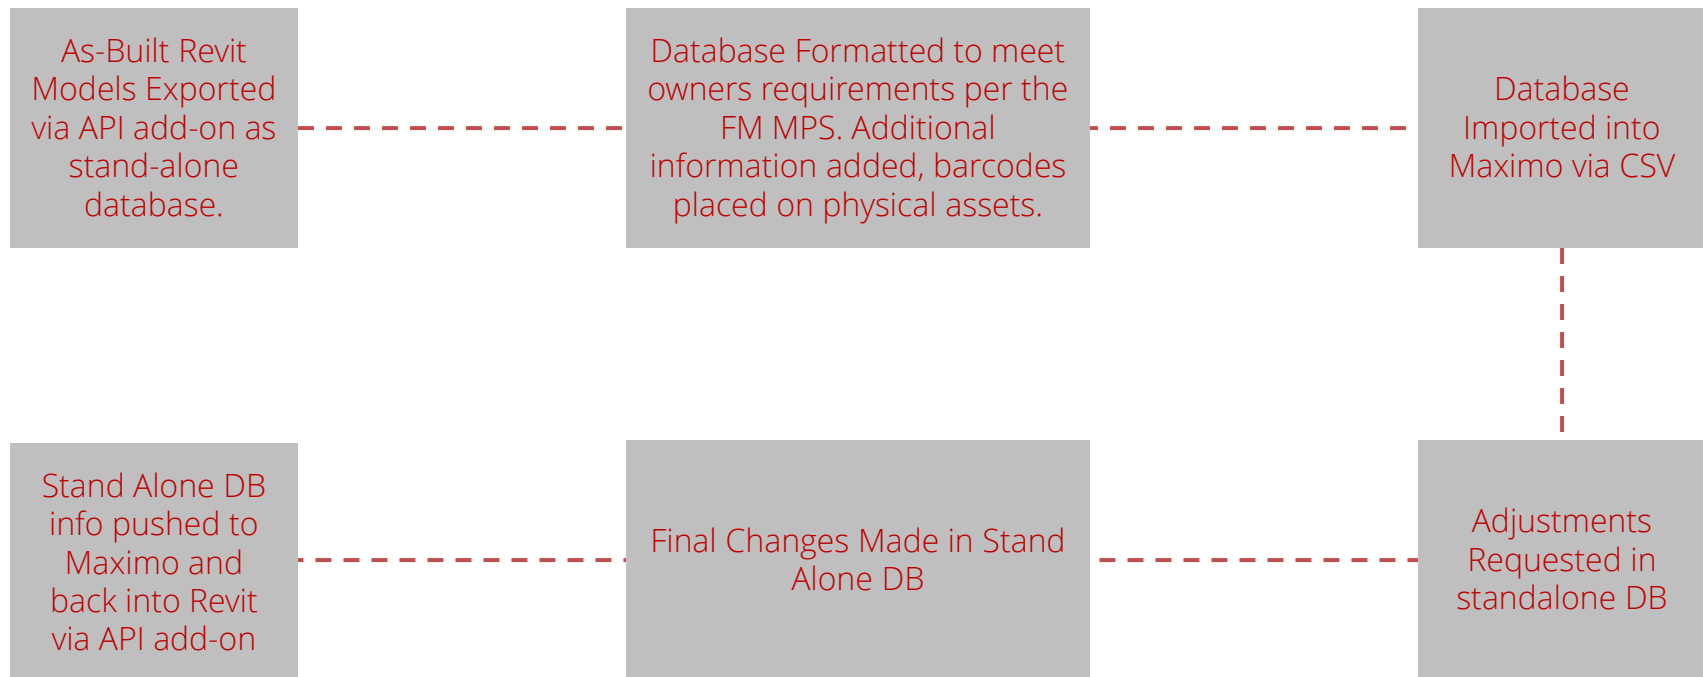 As-Built Revit
Models Exported
via API add-on as
stand-alone
database.
Database Formatted to meet
owners requirements per the
FM MPS. Additional
information added, barcodes
placed on physical assets.
Database
Imported into
Maximo via CSV
Adjustments
Requested in
standalone DB
Final Changes Made in Stand
Alone DB
Stand Alone DB
info pushed to
Maximo and
back into Revit
via API add-on